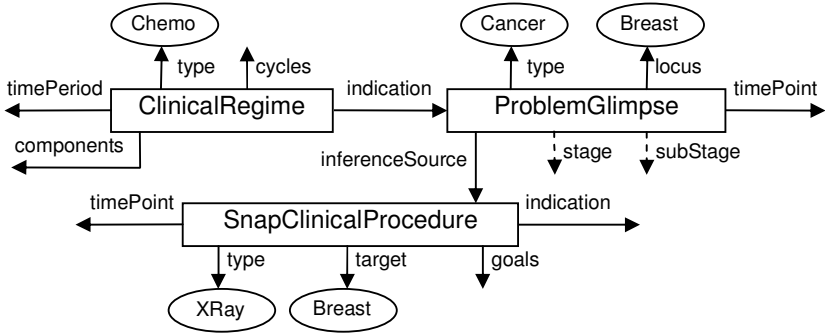 Chemo
Cancer
Breast
type
cycles
type
locus
timePeriod
ClinicalRegime
indication
ProblemGlimpse
timePoint
components
inferenceSource
stage
subStage
timePoint
SnapClinicalProcedure
indication
type
target
goals
XRay
Breast